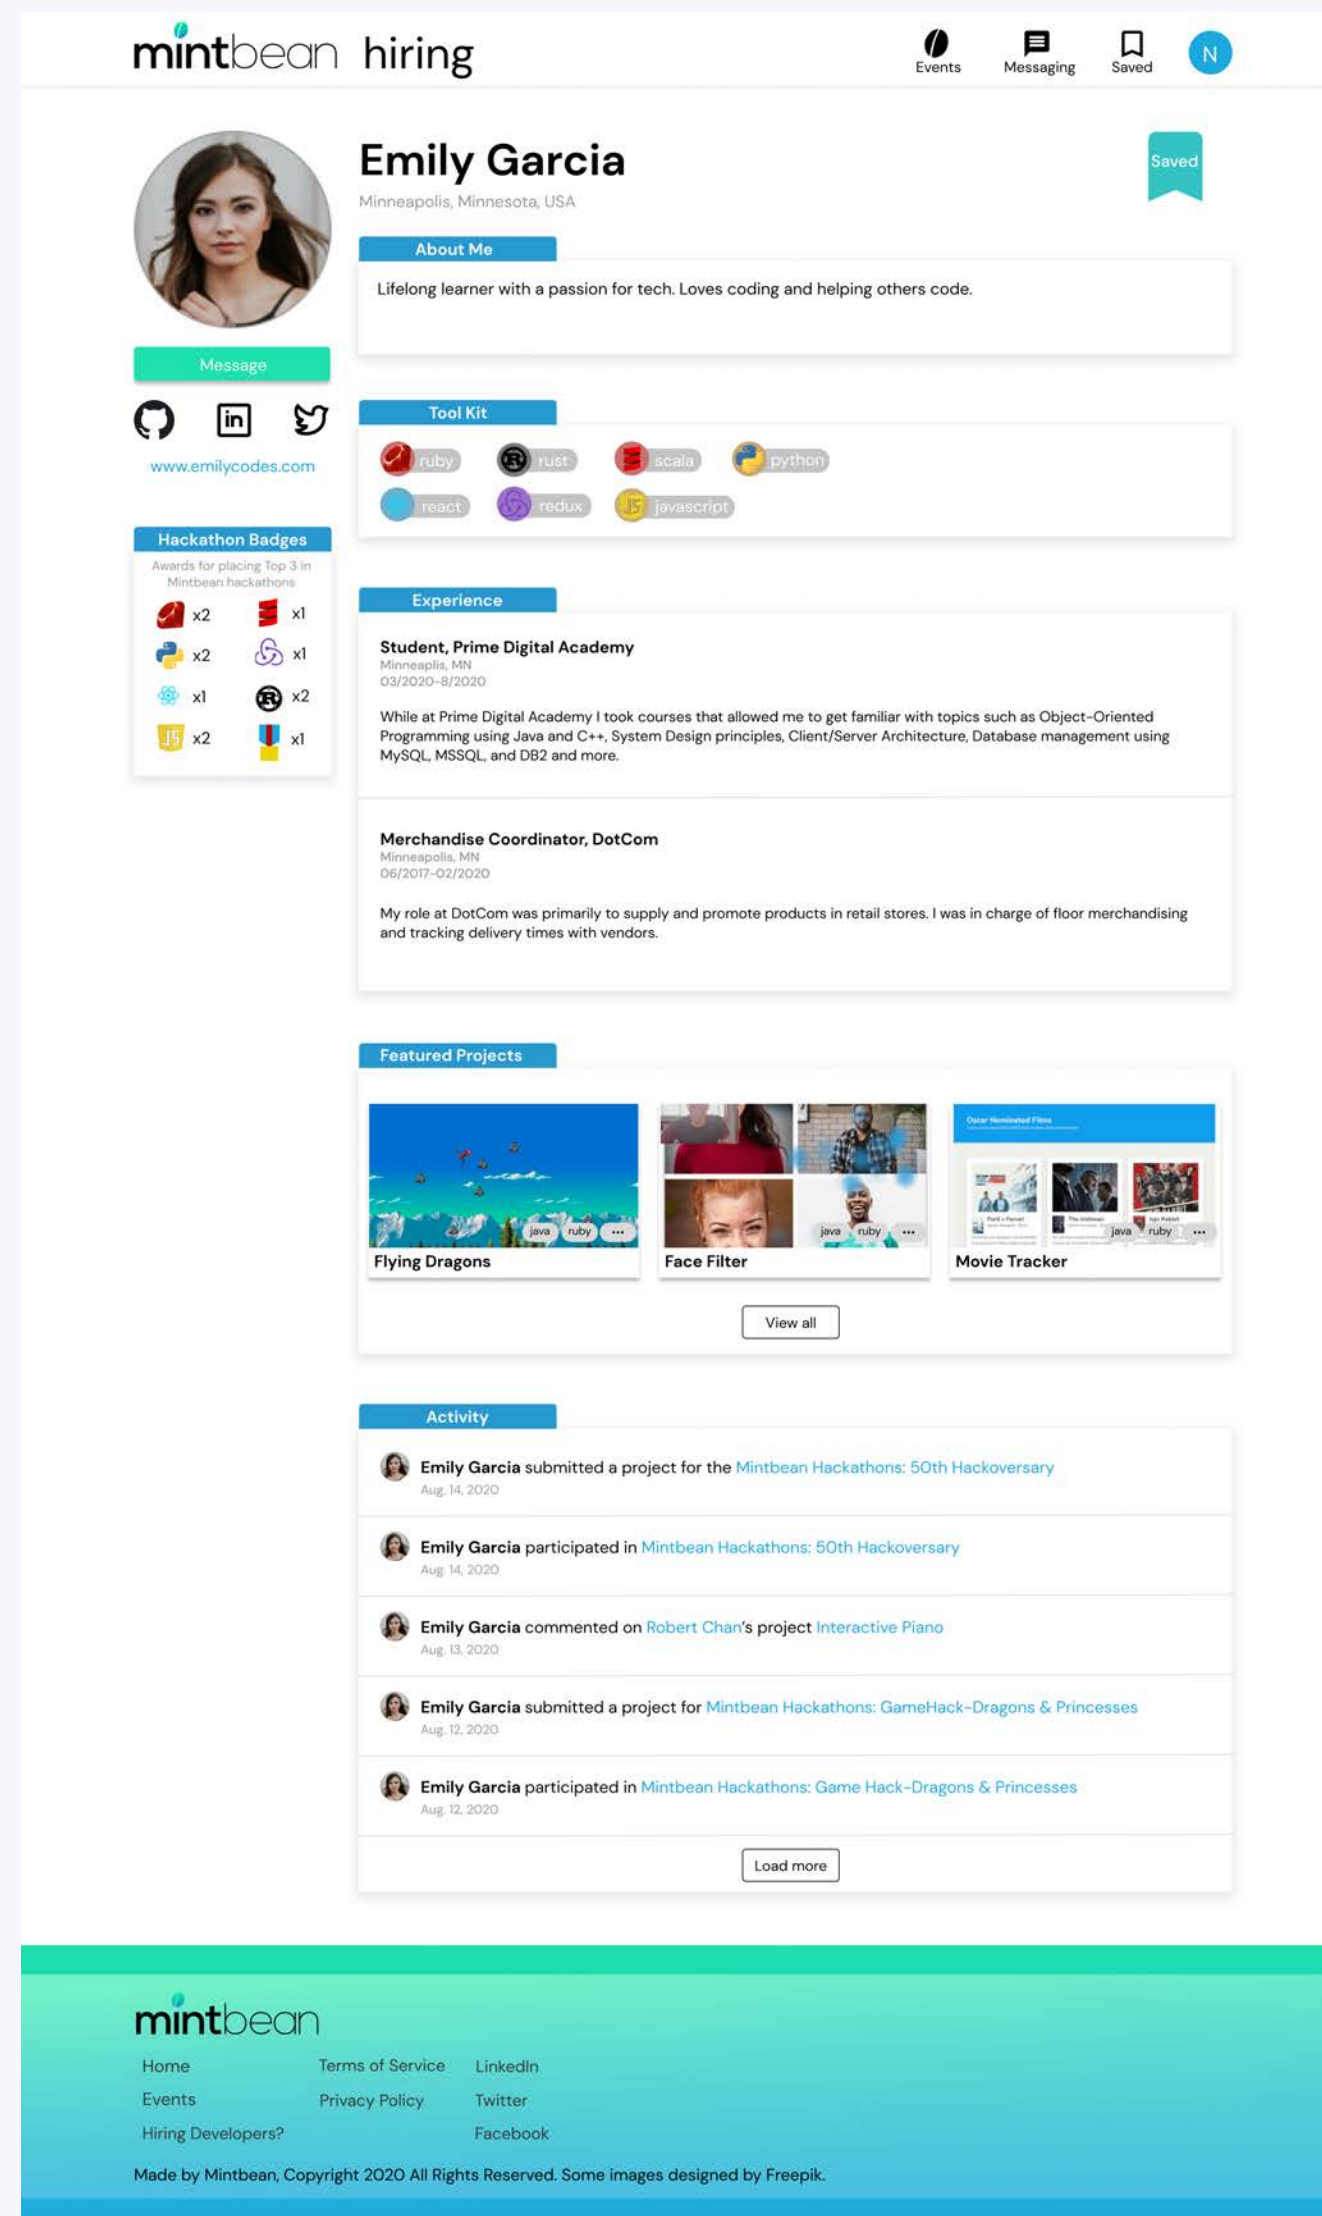 mintbean hiring
Events
Messaging
Saved
N
Emily Garcia
Minneapolis, Minnesota, USA
Saved
About Me
Lifelong learner with a passion for tech. Loves coding and helping others code.
Message
in
www.emilycodes.com
Tool Kit
ruby
rust
scala
python
react
redux
JS javascript
Hackathon Badges
Awards for placing Top 3 in
Mintbean hackathons
x2
x1
x2
x1
x1
R x2
JS x2
x1
Experience
Student, Prime Digital Academy
Minneaplis, MN
03/2020-8/2020
While at Prime Digital Academy I took courses that allowed me to get familiar with topics such as Object-Oriented
Programming using Java and C++, System Design principles, Client/Server Architecture, Database management using
MySQL, MSSQL, and DB2 and more.
Merchandise Coordinator, DotCom
Minneapolis, MN
06/2017-02/2020
My role at DotCom was primarily to supply and promote products in retail stores. I was in charge of floor merchandising
and tracking delivery times with vendors.
Featured Projects
java ruby •••
Flying Dragons
java ruby •••
Face Filter
Oscar Nominated Films
java ruby •••
Movie Tracker
View all
Activity
Emily Garcia submitted a project for the Mintbean Hackathons: 50th Hackoversary
Aug. 14, 2020
Emily Garcia participated in Mintbean Hackathons: 50th Hackoversary
Aug. 14, 2020
Emily Garcia commented on Robert Chan's project Interactive Piano
Aug. 13, 2020
Emily Garcia submitted a project for Mintbean Hackathons: GameHack-Dragons & Princesses
Aug. 12, 2020
Emily Garcia participated in Mintbean Hackathons: Game Hack-Dragons & Princesses
Aug. 12, 2020
Load more
mintbean
Home
Terms of Service
LinkedIn
Events
Privacy Policy
Twitter
Hiring Developers?
Facebook
Made by Mintbean, Copyright 2020 All Rights Reserved. Some images designed by Freepik.